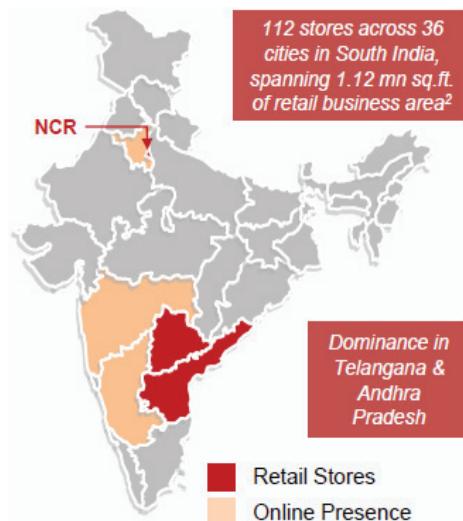 112 stores across 36
cities in South India,
spanning 1.12 mn sq.ft.
of retail business area2
NCR
Dominance in
Telangana &
Andhra
Pradesh
Retail Stores
Online Presence